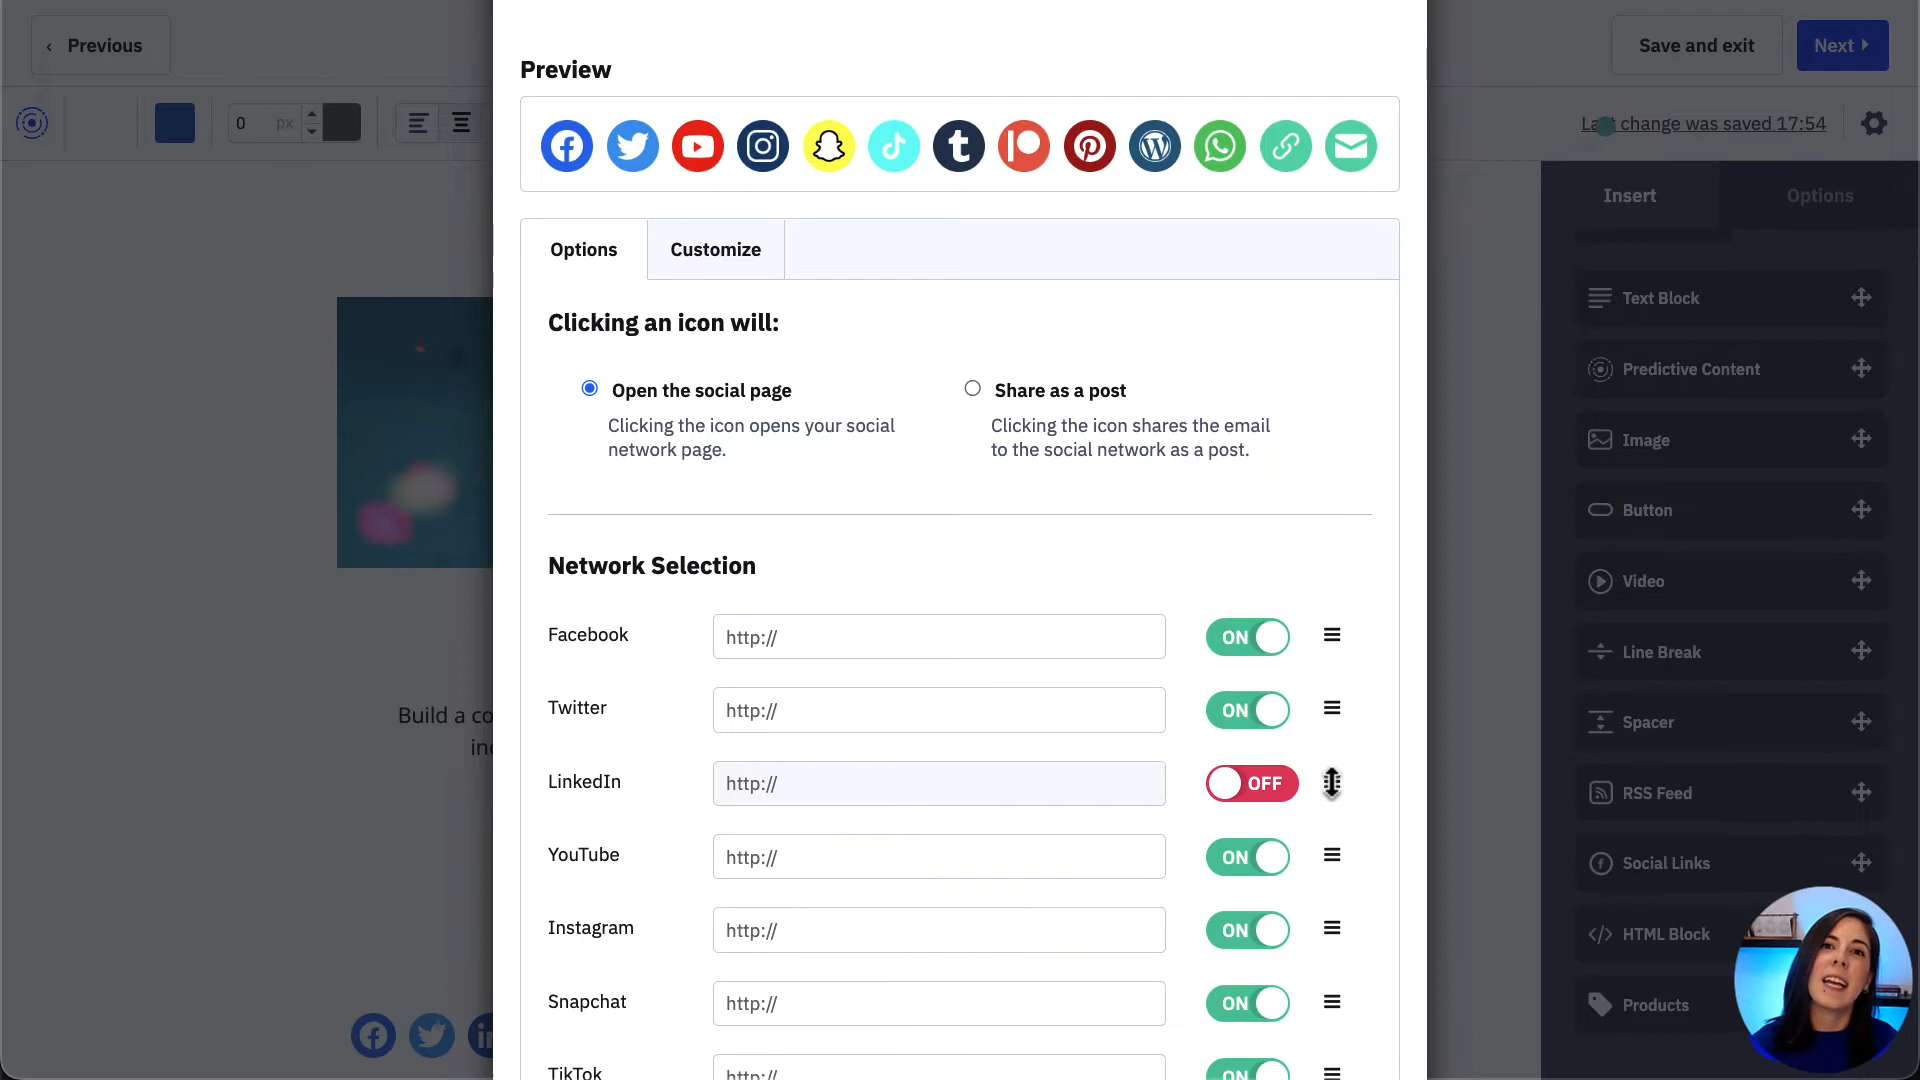 Previous
Save and exit
Next
0 px
Last change was saved 17:54
Preview
Options
Customize
Clicking an icon will:
Open the social page
Clicking the icon opens your social
network page.
Share as a post
Clicking the icon shares the email
to the social network as a post.
Network Selection
Facebook http:// ON
Twitter http:// ON
LinkedIn http:// OFF
YouTube http:// ON
Instagram http:// ON
Snapchat http:// ON
TikTok http:// ON
Build a co
inc
Insert
Options
Text Block
Predictive Content
Image
Button
Video
Line Break
Spacer
RSS Feed
Social Links
HTML Block
Products